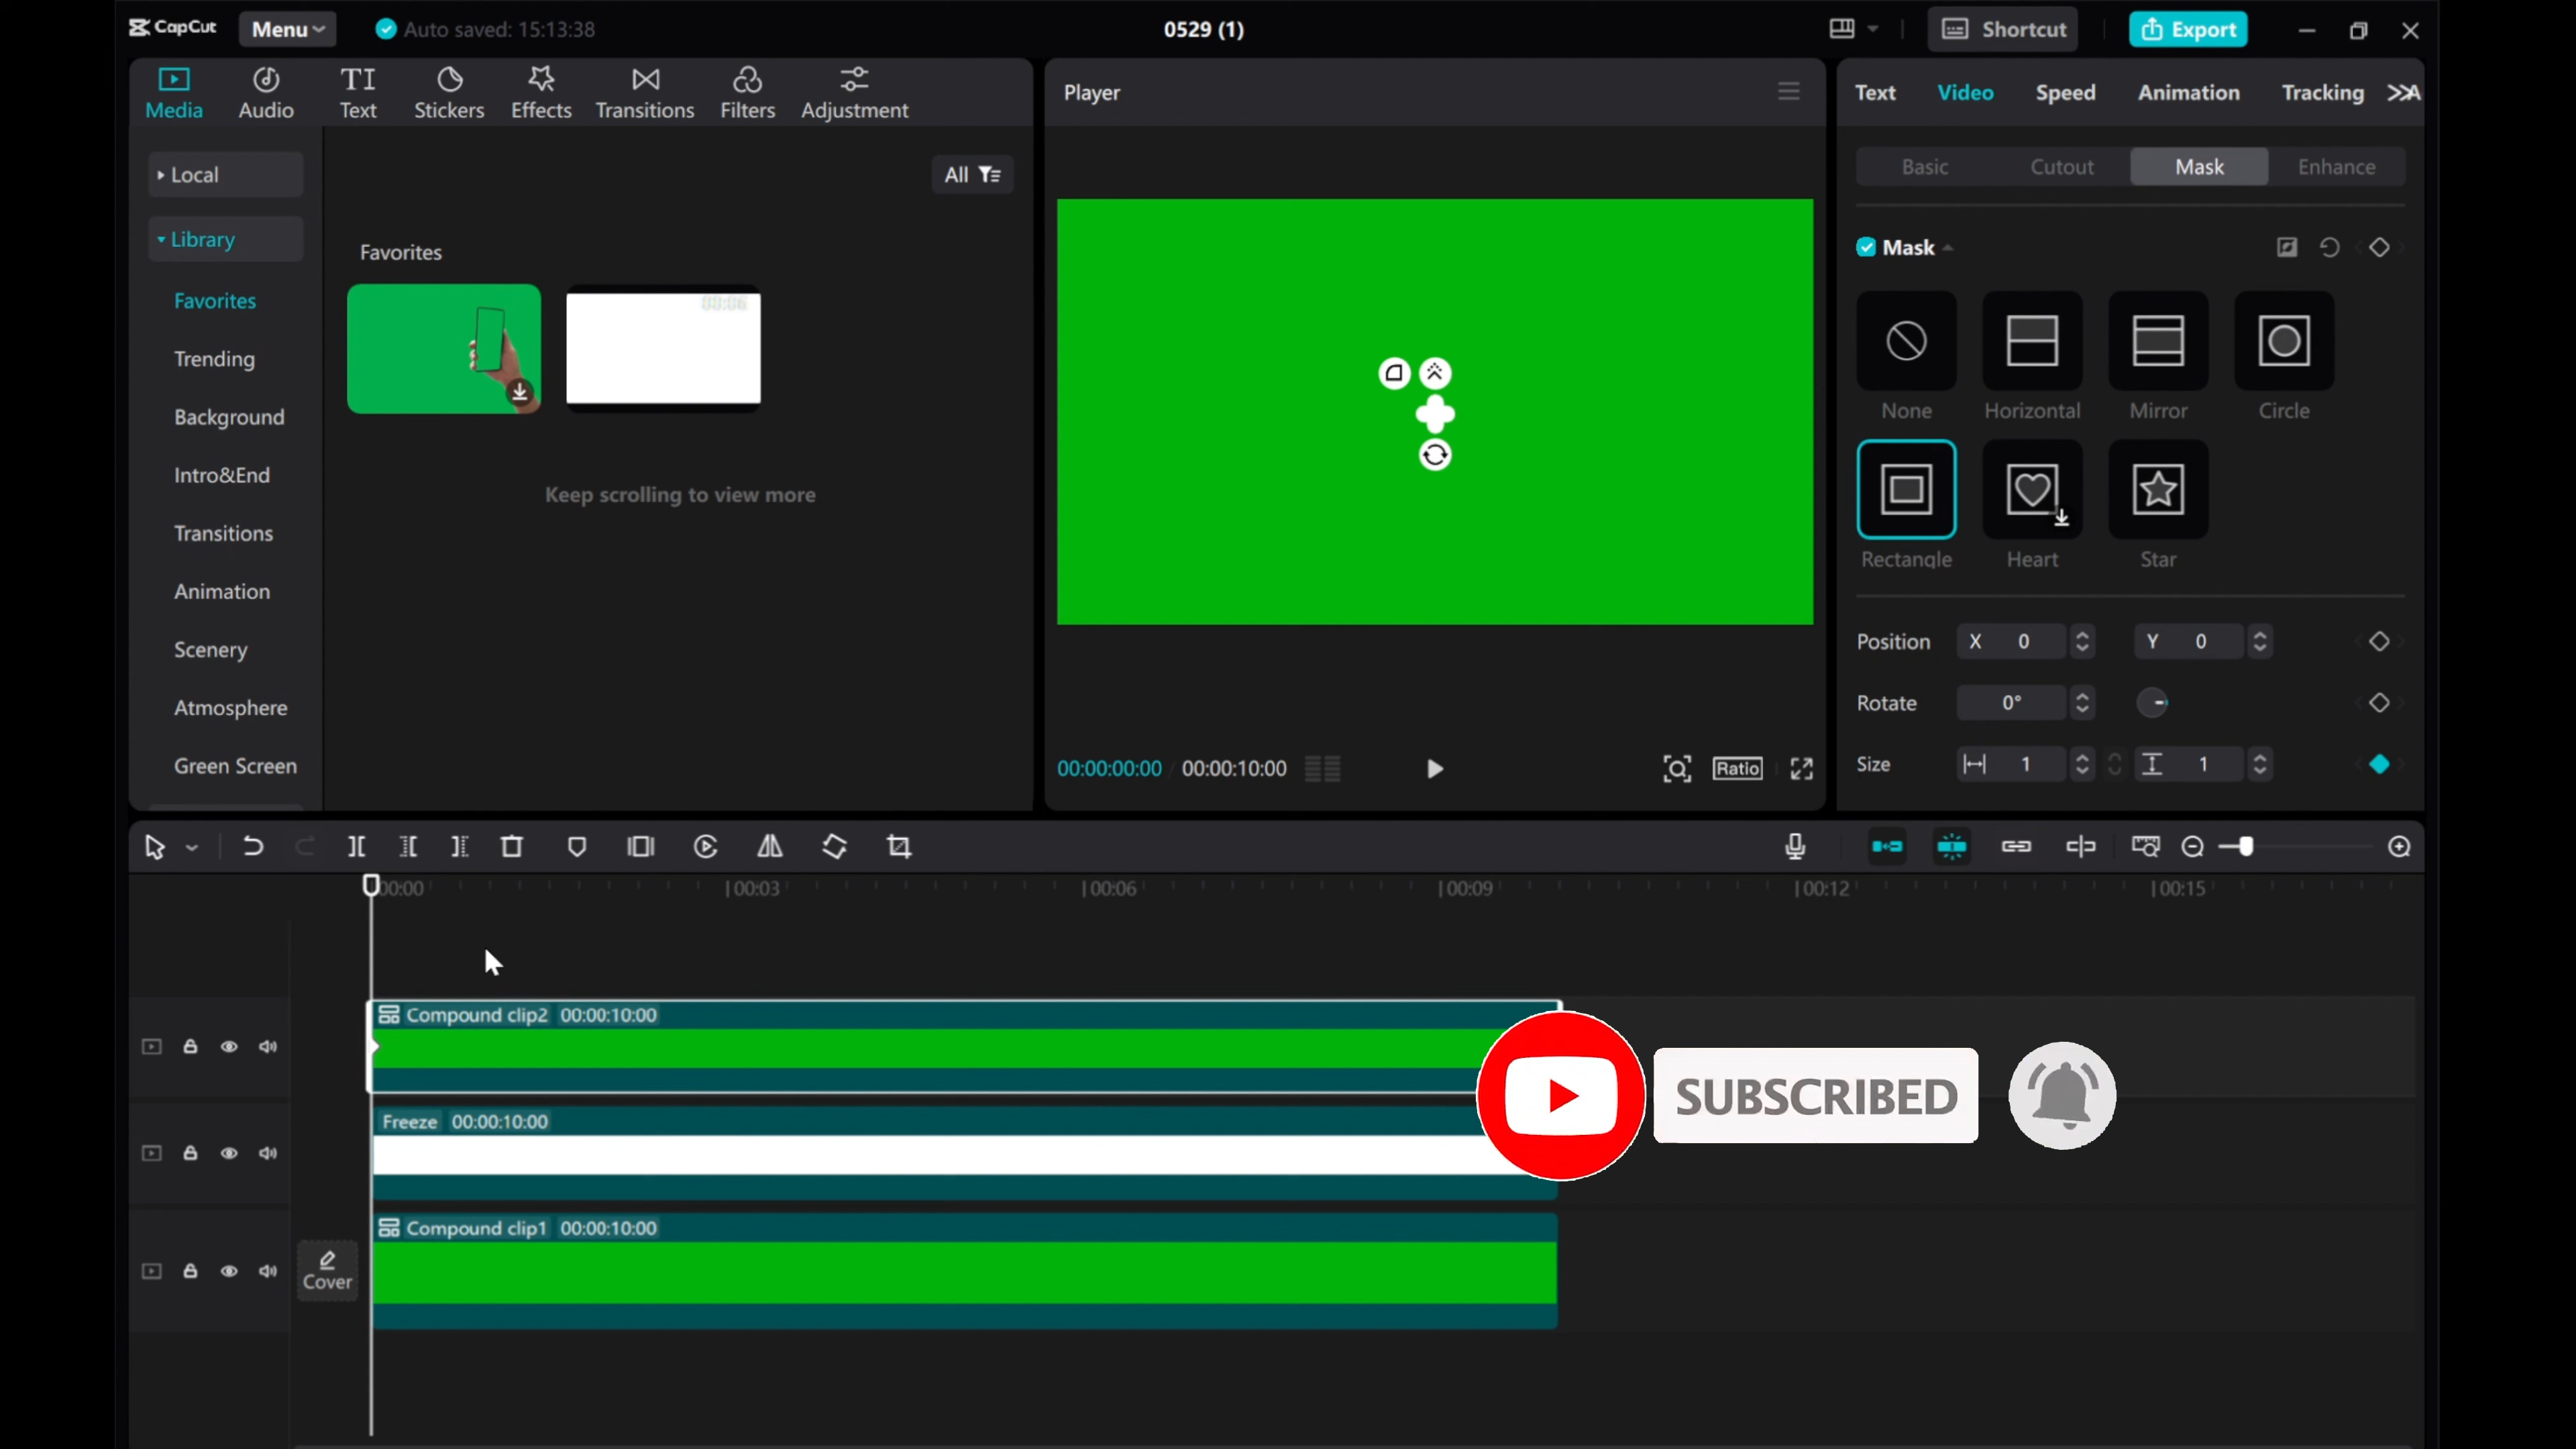 CapCut
Menu
Auto saved: 15:13:38
0529 (1)
Shortcut
Export
Media
Audio
TI
Text
Stickers
Effects
Transitions
Filters
Adjustment
Player
Text
Video
Speed
Animation
Tracking
A
Local
All
Basic
Cutout
Mask
Enhance
Library
Favorites
Mask
Favorites
00:06
Trending
Background
None
Horizontal
Mirror
Circle
Intro&End
Keep scrolling to view more
Transitions
Rectangle
Heart
Star
Animation
Scenery
Position
X 0
Y 0
Atmosphere
Rotate
0°
Green Screen
00:00:00:00
00:00:10:00
Ratio
Size
1
1
00:00
00:03
00:06
00:09
00:12
00:15
Compound clip2 00:00:10:00
Freeze 00:00:10:00
SUBSCRIBED
Compound clip1 00:00:10:00
Cover